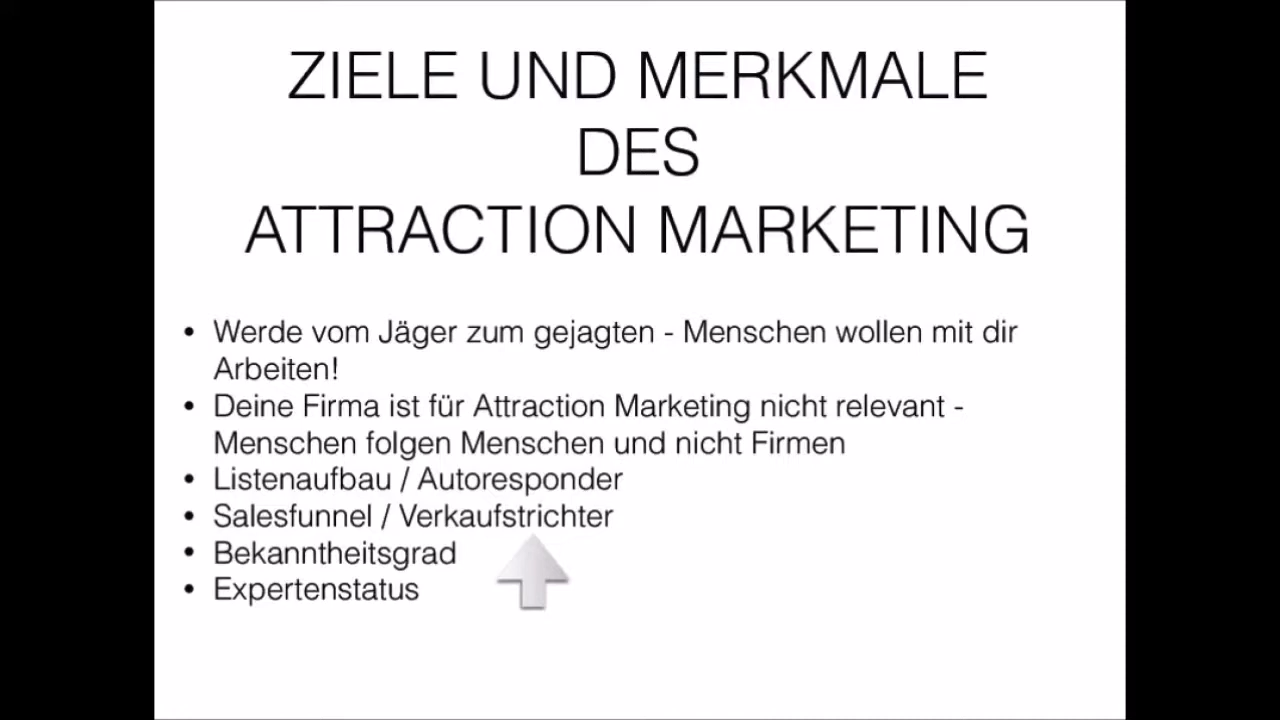 ZIELE UND MERKMALE
DES
ATTRACTION MARKETING
• Werde vom Jäger zum gejagten - Menschen wollen mit dir
Arbeiten!
• Deine Firma ist für Attraction Marketing nicht relevant -
Menschen folgen Menschen und nicht Firmen
• Listenaufbau / Autoresponder
• Salesfunnel / Verkaufstrichter
• Bekanntheitsgrad
• Expertenstatus